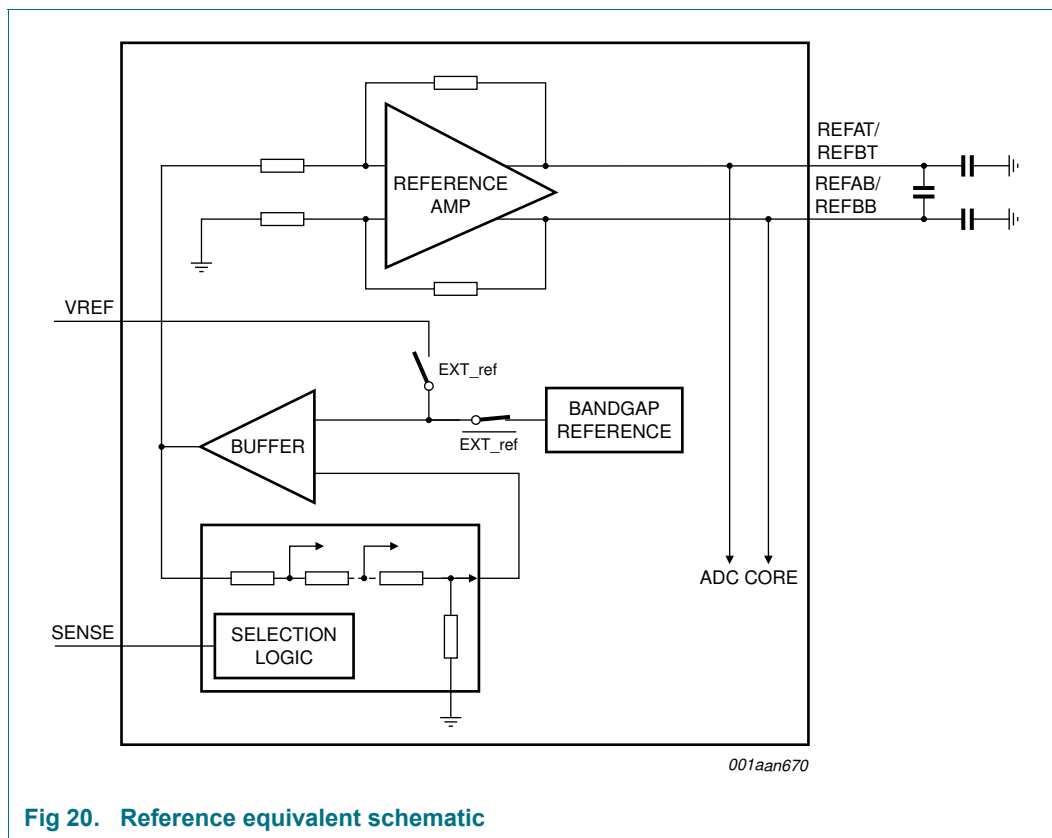 REFAT/
REFBT
REFERENCE
AMP
REFAB/
REFBB
VREF
EXT_ref
BANDGAP
REFERENCE
EXT_ref
BUFFER
ADC CORE
SENSE
SELECTION
LOGIC
001aan670
Fig 20. Reference equivalent schematic